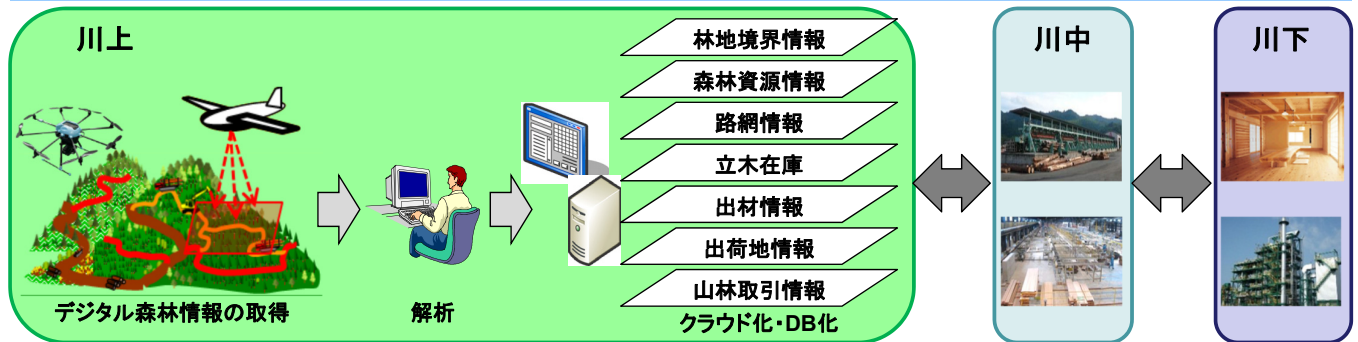 川上
デジタル森林情報の取得
解析
林地境界情報
森林資源情報
路網情報
立木在庫
出材情報
出荷地情報
山林取引情報
クラウド化・DB化
川中
川下